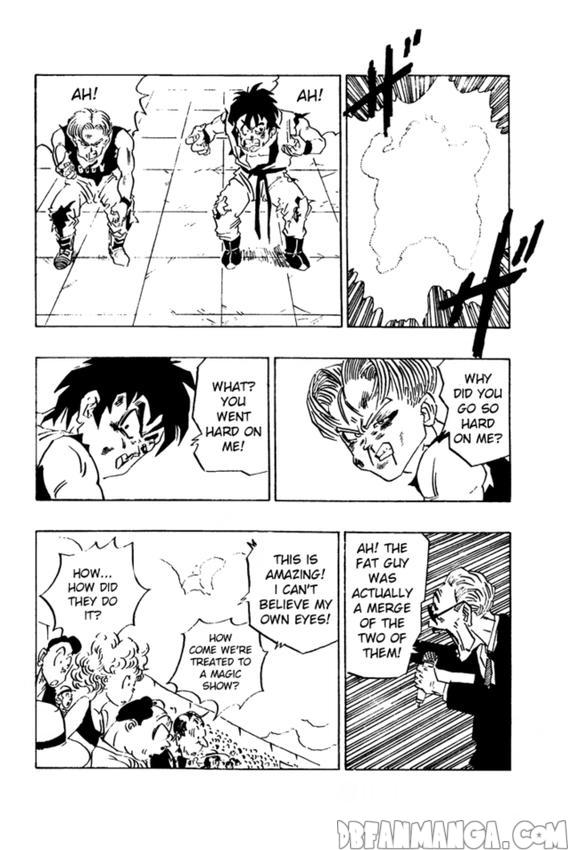 AH!
AH!
WHY
DID YOU
GO SO
HARD
ON ME?
WHAT?
YOU
WENT
HARD ON
ME!
AH! THE
FAT GUY
WAS
ACTUALLY
A MERGE
OF THE
TWO OF
THEM!
THIS IS
AMAZING!
I CAN'T
BELIEVE MY
OWN EYES!
HOW
COME WE'RE
TREATED TO
A MAGIC
SHOW?
HOW...
HOW DID
THEY DO
IT?
DBFANMANGA.COM